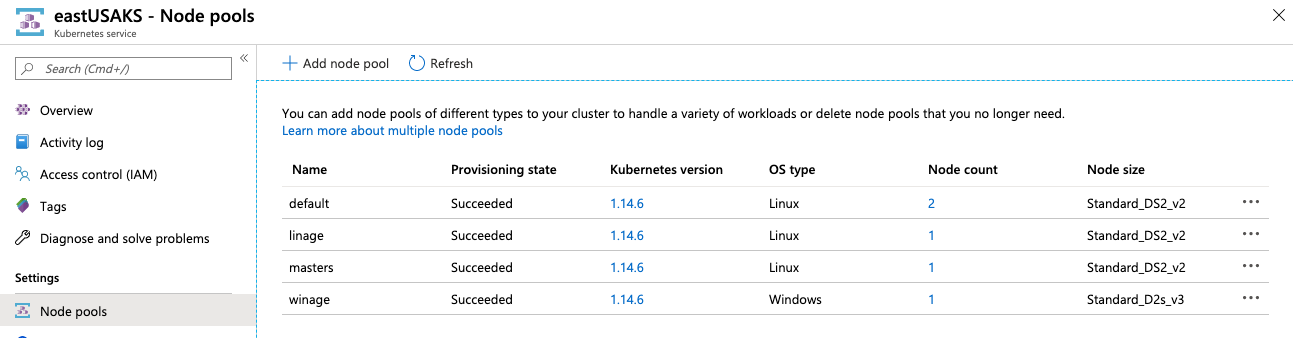 eastUSAKS - Node pools
Kubernetes service
Search (Cmd+/)
Add node pool Refresh
Overview
Activity log
Access control (IAM)
Tags
Diagnose and solve problems
Settings
Node pools
You can add node pools of different types to your cluster to handle a variety of workloads or delete node pools that you no longer need.
Learn more about multiple node pools
Name Provisioning state Kubernetes version OS type Node count Node size
default Succeeded 1.14.6 Linux 2 Standard_DS2_v2
linage Succeeded 1.14.6 Linux 1 Standard_DS2_v2
masters Succeeded 1.14.6 Linux 1 Standard_DS2_v2
winage Succeeded 1.14.6 Windows 1 Standard_D2s_v3